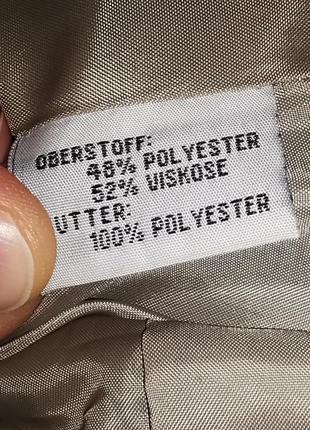 OBERSTOFF:
48% POLYESTER
52% VISKOSE
UTTER:
100% POLYESTER